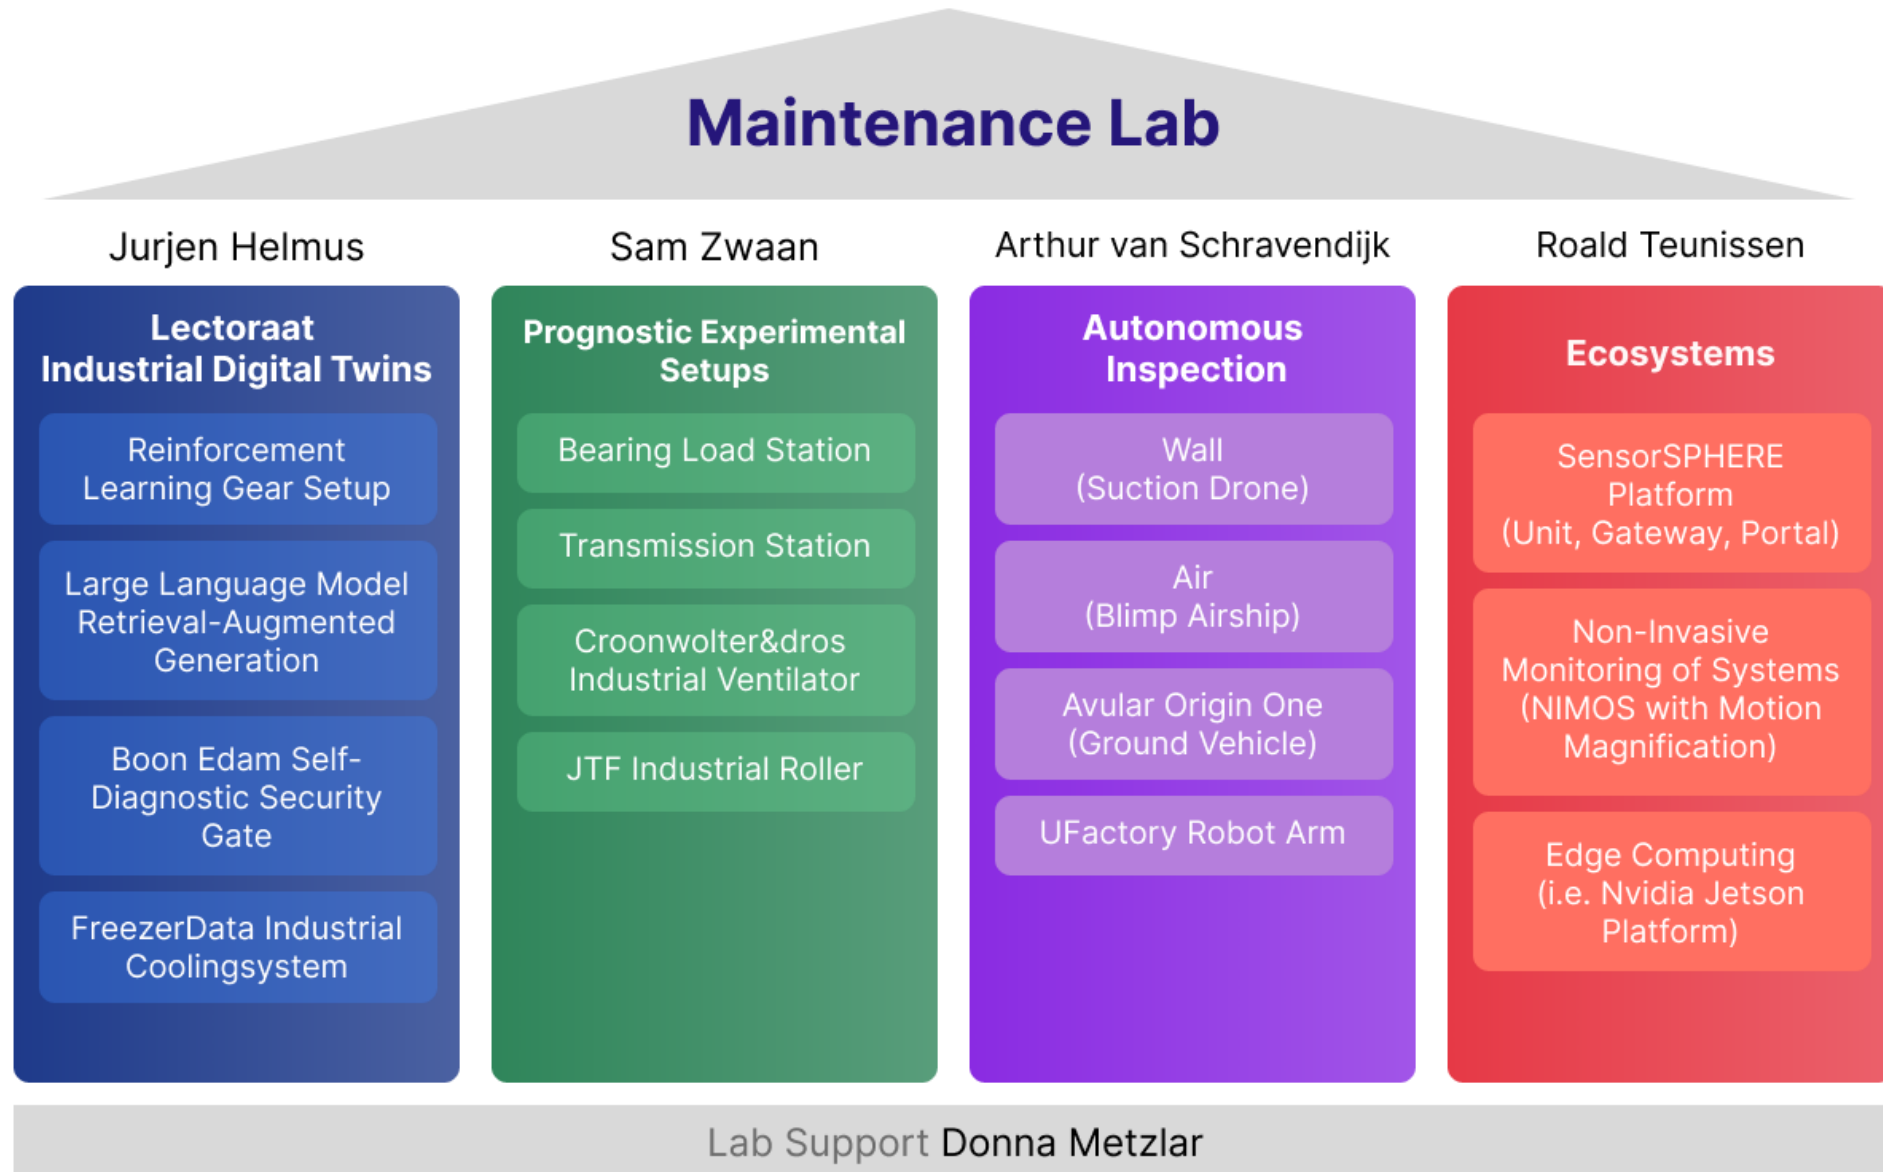 Maintenance Lab
Jurjen Helmus
Lectoraat
Industrial Digital Twins
Reinforcement
Learning Gear Setup
Large Language Model
Retrieval-Augmented
Generation
Boon Edam Self-
Diagnostic Security
Gate
FreezerData Industrial
Coolingsystem
Sam Zwaan
Prognostic Experimental
Setups
Bearing Load Station
Transmission Station
Croonwolter&dros
Industrial Ventilator
JTF Industrial Roller
Arthur van Schravendijk
Autonomous
Inspection
Wall
(Suction Drone)
Air
(Blimp Airship)
Avular Origin One
(Ground Vehicle)
UFactory Robot Arm
Roald Teunissen
Ecosystems
SensorSPHERE
Platform
(Unit, Gateway, Portal)
Non-Invasive
Monitoring of Systems
(NIMOS with Motion
Magnification)
Edge Computing
(i.e. Nvidia Jetson
Platform)
Lab Support Donna Metzlar